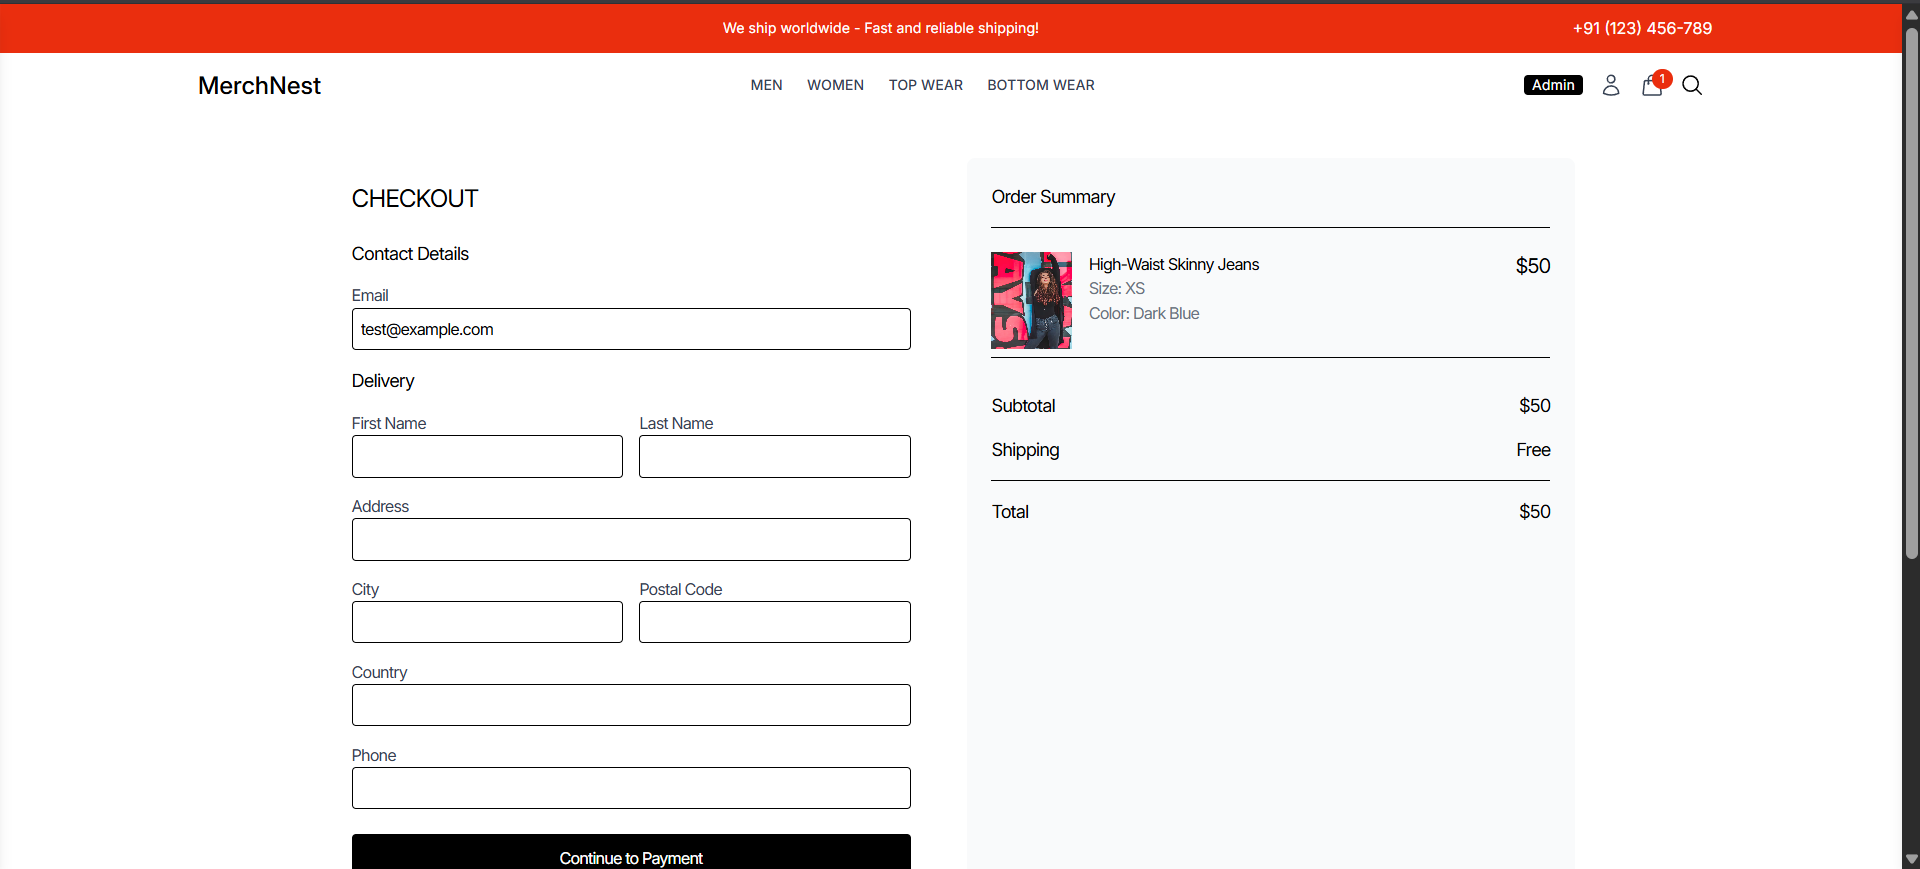 We ship worldwide - Fast and reliable shipping!
+91 (123) 456-789
MerchNest
MEN
WOMEN
TOP WEAR
BOTTOM WEAR
Admin
1
CHECKOUT
Contact Details
Email
test@example.com
Delivery
First Name
Last Name
Address
City
Postal Code
Country
Phone
Continue to Payment
Order Summary
High-Waist Skinny Jeans
$50
Size: XS
Color: Dark Blue
Subtotal
$50
Shipping
Free
Total
$50